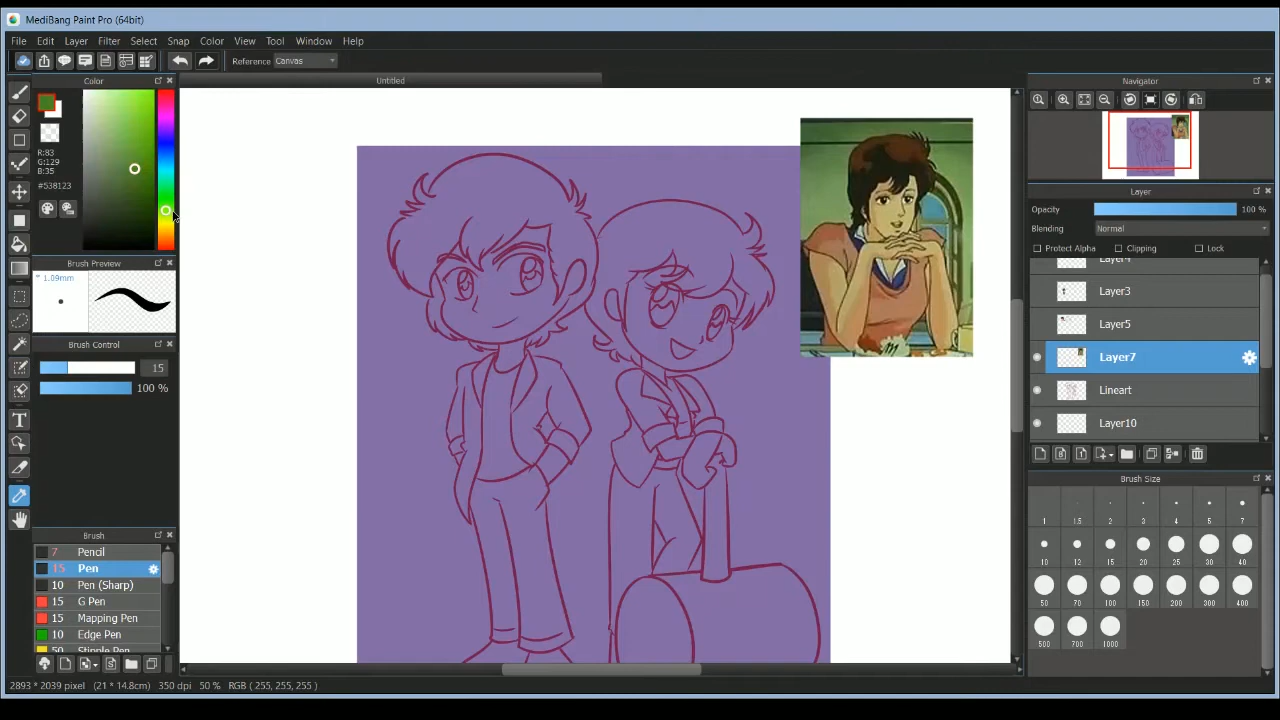 MediBang Paint Pro (64bit)
File Edit Layer Filter Select Snap Color View Tool Window Help
Reference Canvas
Color Untitled Navigator
R:83
G:129
B:35
#538123
Layer
Opacity 100 %
Blending Normal
Protect Alpha Clipping Lock
Brush Preview
1.09mm
Layer4
Layer3
Layer5
Layer7
Lineart
Layer10
Brush Control
15
100 %
Brush Size
1 1.5 2 3 4 5 7
10 12 15 20 25 30 40
50 70 100 150 200 300 400
500 700 1000
Brush
7 Pencil
15 Pen
10 Pen (Sharp)
15 G Pen
15 Mapping Pen
10 Edge Pen
50 Stipple Pen
2893 * 2039 pixel (21 * 14.8cm) 350 dpi 50 % RGB ( 255, 255, 255 )